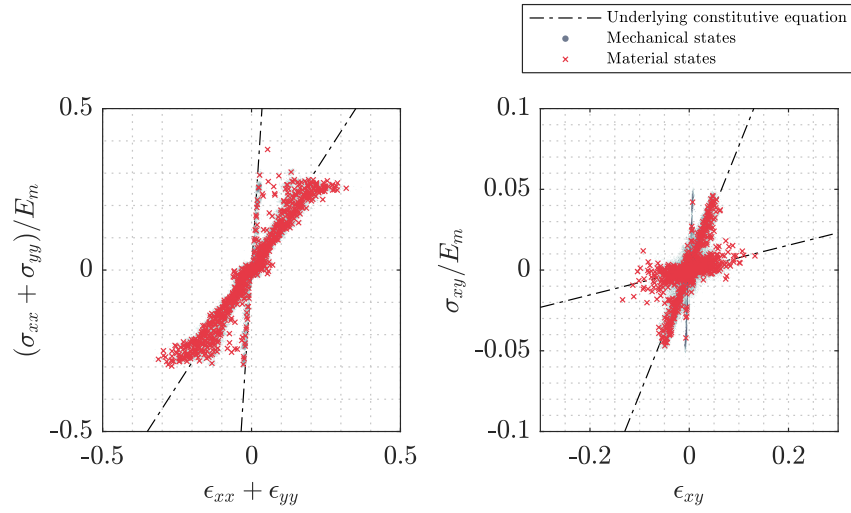 Underlying constitutive equation
Mechanical states
Material states
0.5
0
-0.5
-0.5
0
0.5
(σxx + σyy)/Em
ϵxx + ϵyy
0.1
0.05
0
-0.05
-0.1
-0.2
0
0.2
σxy/Em
ϵxy